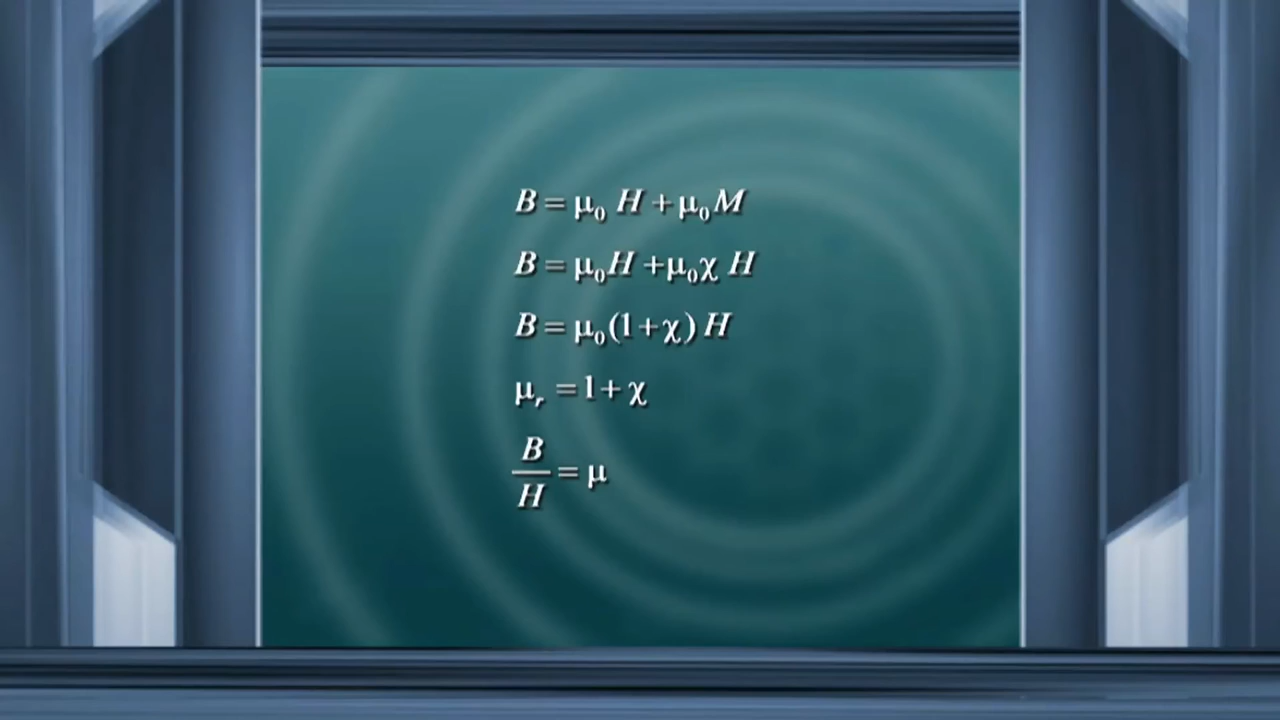 B = μ₀ H + μ₀M
B = μ₀H + μ₀χ H
B = μ₀(1+χ) H
μᵣ = 1 + χ
B/H = μ